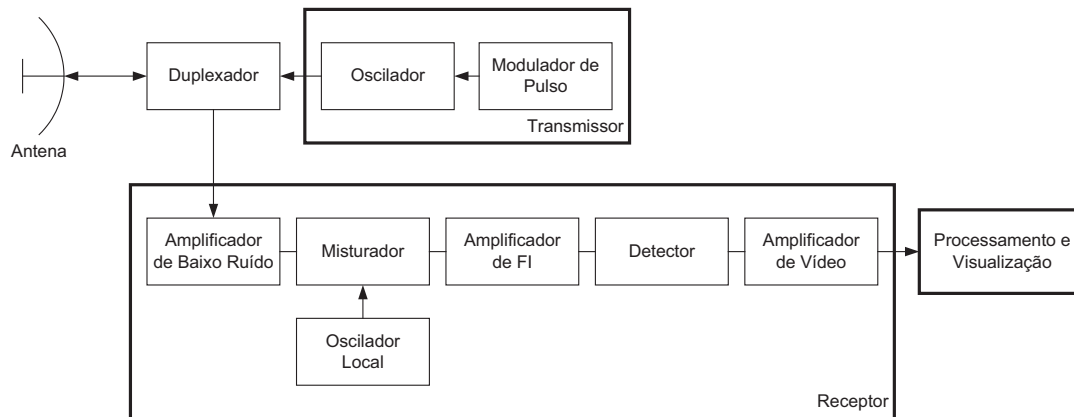 Duplexador
Oscilador
Modulador de
Pulso
Transmissor
Antena
Amplificador
de Baixo Ruído
Misturador
Amplificador
de FI
Detector
Amplificador
de Vídeo
Processamento e
Visualização
Oscilador
Local
Receptor